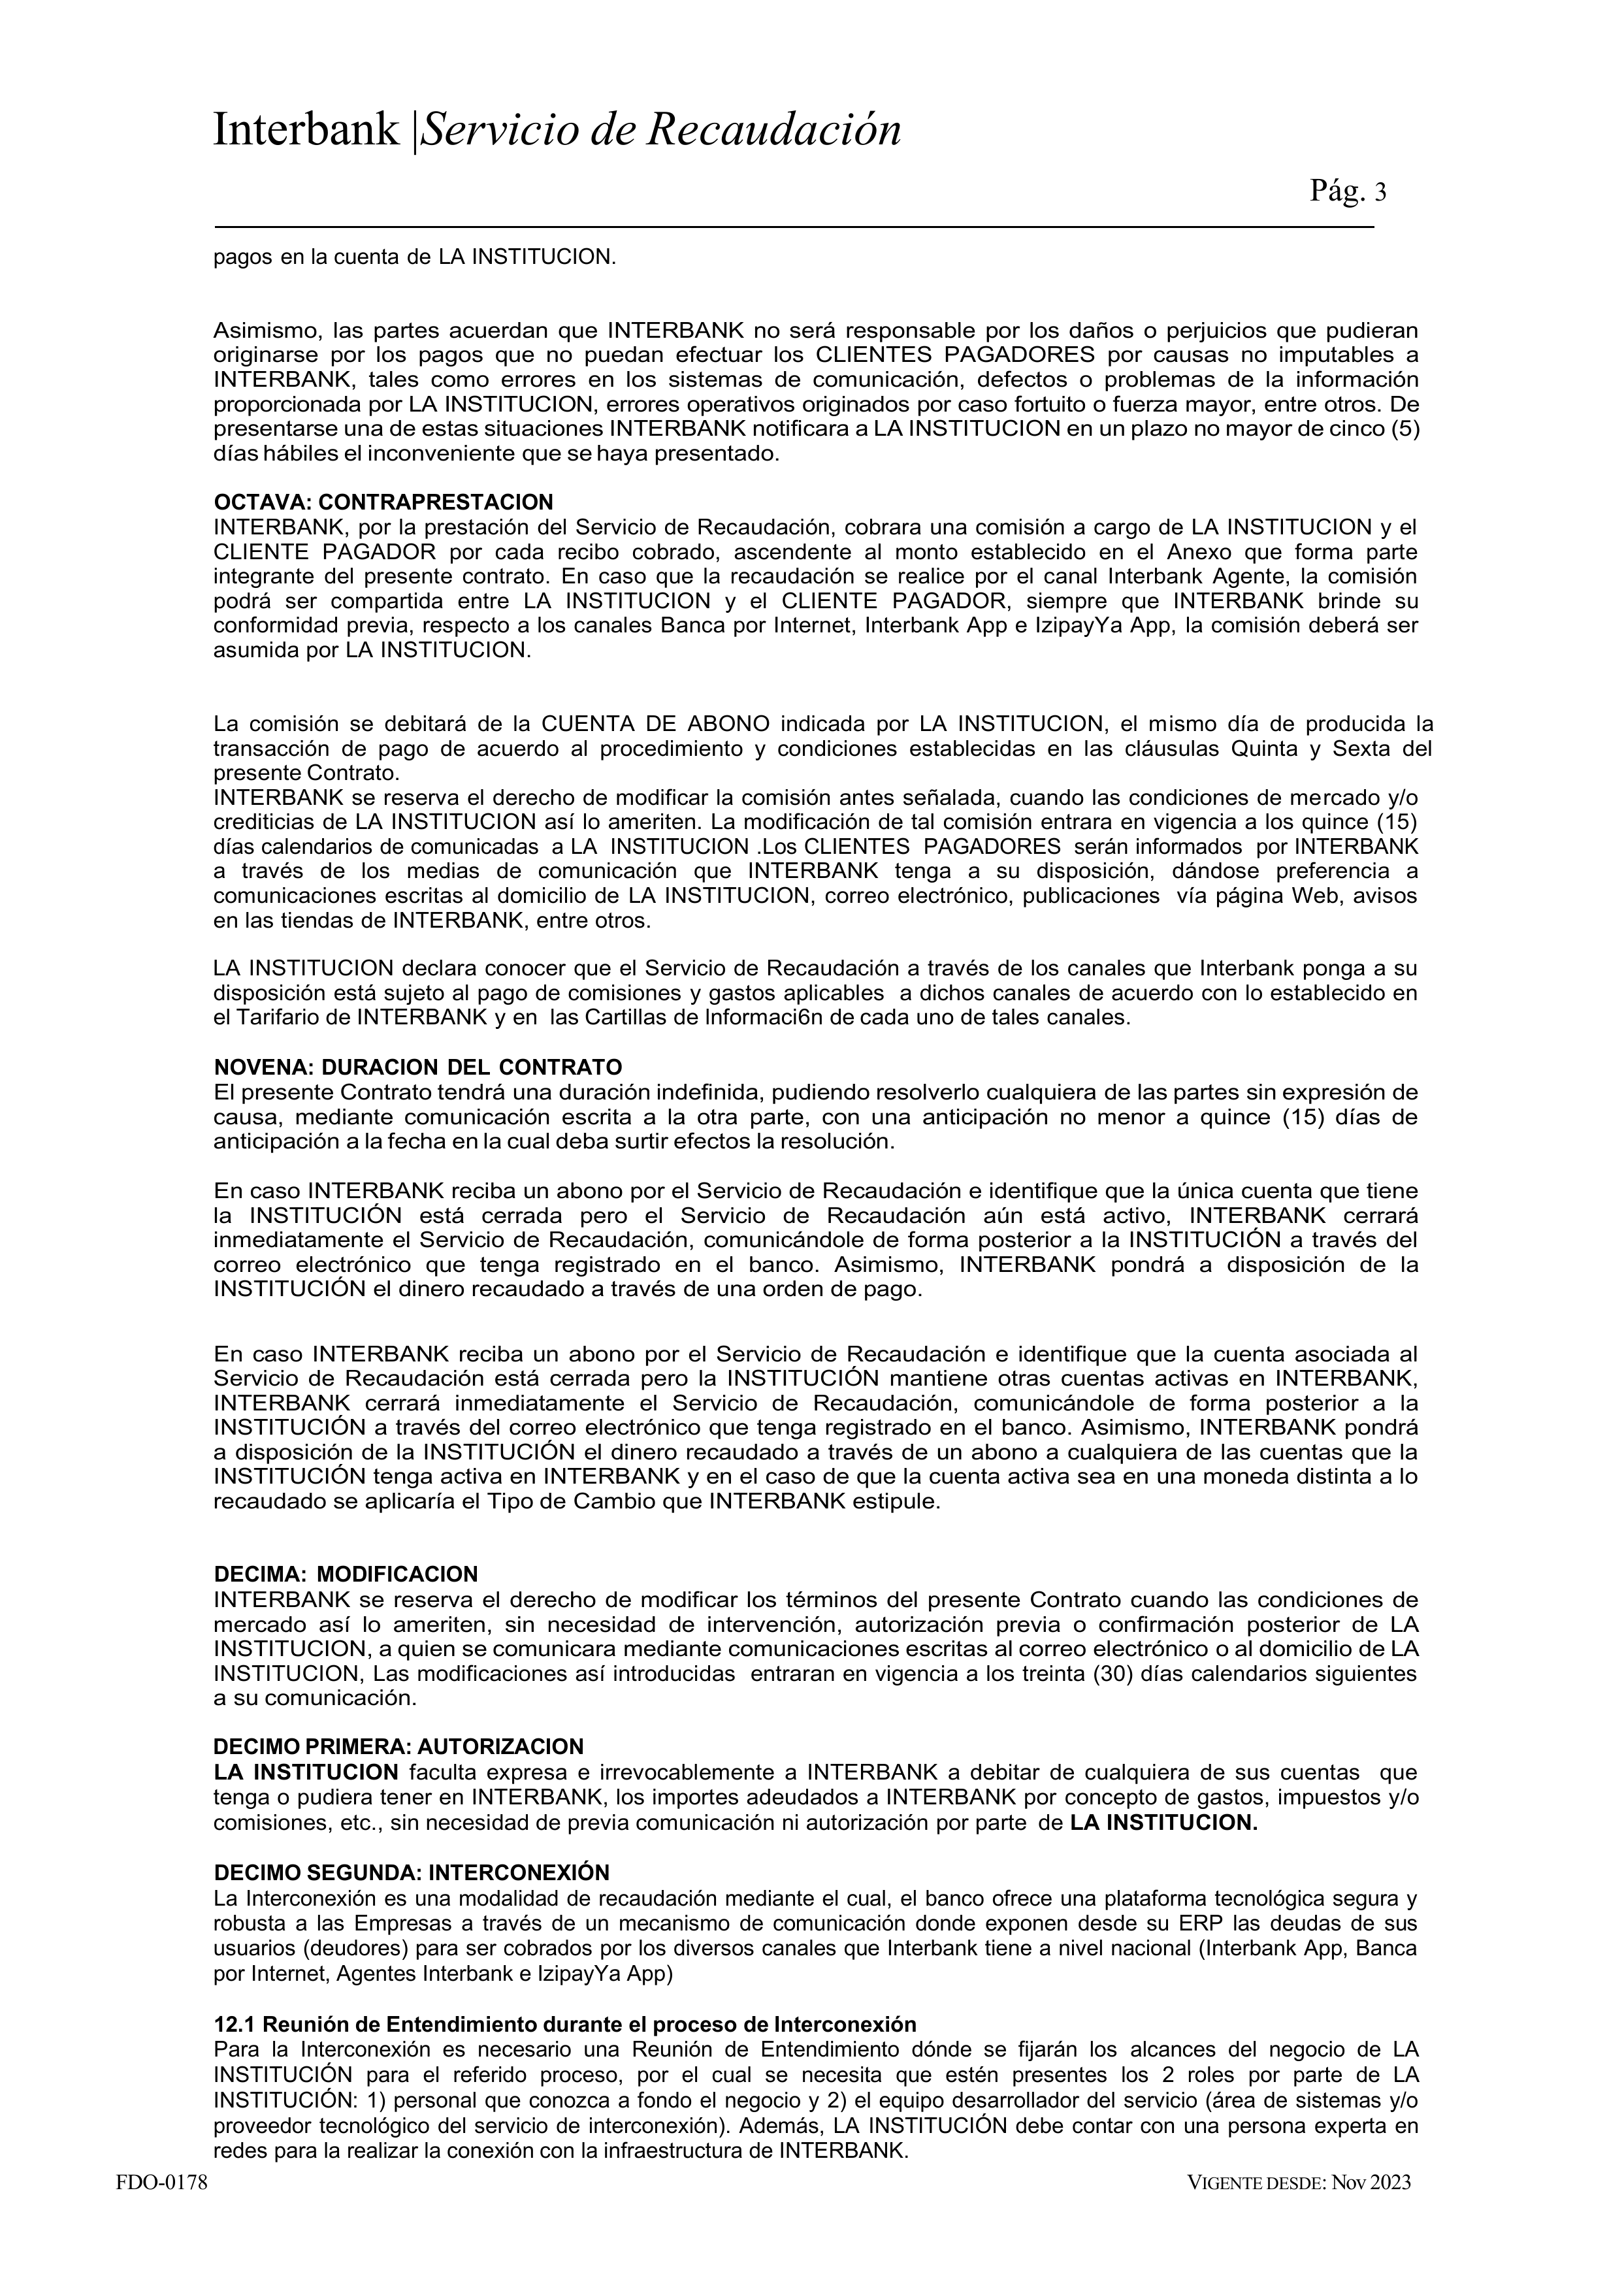 Interbank |Servicio de Recaudación
Pág. 3
pagos en la cuenta de LA INSTITUCION.
Asimismo, las partes acuerdan que INTERBANK no será responsable por los daños o perjuicios que pudieran
originarse por los pagos que no puedan efectuar los CLIENTES PAGADORES por causas no imputables a
INTERBANK, tales como errores en los sistemas de comunicación, defectos o problemas de la información
proporcionada por LA INSTITUCION, errores operativos originados por caso fortuito o fuerza mayor, entre otros. De
presentarse una de estas situaciones INTERBANK notificara a LA INSTITUCION en un plazo no mayor de cinco (5)
días hábiles el inconveniente que se haya presentado.
OCTAVA: CONTRAPRESTACION
INTERBANK, por la prestación del Servicio de Recaudación, cobrara una comisión a cargo de LA INSTITUCION y el
CLIENTE PAGADOR por cada recibo cobrado, ascendente al monto establecido en el Anexo que forma parte
integrante del presente contrato. En caso que la recaudación se realice por el canal Interbank Agente, la comisión
podrá ser compartida entre LA INSTITUCION y el CLIENTE PAGADOR, siempre que INTERBANK brinde su
conformidad previa, respecto a los canales Banca por Internet, Interbank App e IzipayYa App, la comisión deberá ser
asumida por LA INSTITUCION.
La comisión se debitará de la CUENTA DE ABONO indicada por LA INSTITUCION, el mismo día de producida la
transacción de pago de acuerdo al procedimiento y condiciones establecidas en las cláusulas Quinta y Sexta del
presente Contrato.
INTERBANK se reserva el derecho de modificar la comisión antes señalada, cuando las condiciones de mercado y/o
crediticias de LA INSTITUCION así lo ameriten. La modificación de tal comisión entrara en vigencia a los quince (15)
días calendarios de comunicadas a LA INSTITUCION .Los CLIENTES PAGADORES serán informados por INTERBANK
a través de los medias de comunicación que INTERBANK tenga a su disposición, dándose preferencia a
comunicaciones escritas al domicilio de LA INSTITUCION, correo electrónico, publicaciones vía página Web, avisos
en las tiendas de INTERBANK, entre otros.
LA INSTITUCION declara conocer que el Servicio de Recaudación a través de los canales que Interbank ponga a su
disposición está sujeto al pago de comisiones y gastos aplicables a dichos canales de acuerdo con lo establecido en
el Tarifario de INTERBANK y en las Cartillas de Informaci6n de cada uno de tales canales.
NOVENA: DURACION DEL CONTRATO
El presente Contrato tendrá una duración indefinida, pudiendo resolverlo cualquiera de las partes sin expresión de
causa, mediante comunicación escrita a la otra parte, con una anticipación no menor a quince (15) días de
anticipación a la fecha en la cual deba surtir efectos la resolución.
En caso INTERBANK reciba un abono por el Servicio de Recaudación e identifique que la única cuenta que tiene
la INSTITUCIÓN está cerrada pero el Servicio de Recaudación aún está activo, INTERBANK cerrará
inmediatamente el Servicio de Recaudación, comunicándole de forma posterior a la INSTITUCIÓN a través del
correo electrónico que tenga registrado en el banco. Asimismo, INTERBANK pondrá a disposición de la
INSTITUCIÓN el dinero recaudado a través de una orden de pago.
En caso INTERBANK reciba un abono por el Servicio de Recaudación e identifique que la cuenta asociada al
Servicio de Recaudación está cerrada pero la INSTITUCIÓN mantiene otras cuentas activas en INTERBANK,
INTERBANK cerrará inmediatamente el Servicio de Recaudación, comunicándole de forma posterior a la
INSTITUCIÓN a través del correo electrónico que tenga registrado en el banco. Asimismo, INTERBANK pondrá
a disposición de la INSTITUCIÓN el dinero recaudado a través de un abono a cualquiera de las cuentas que la
INSTITUCIÓN tenga activa en INTERBANK y en el caso de que la cuenta activa sea en una moneda distinta a lo
recaudado se aplicaría el Tipo de Cambio que INTERBANK estipule.
DECIMA: MODIFICACION
INTERBANK se reserva el derecho de modificar los términos del presente Contrato cuando las condiciones de
mercado así lo ameriten, sin necesidad de intervención, autorización previa o confirmación posterior de LA
INSTITUCION, a quien se comunicara mediante comunicaciones escritas al correo electrónico o al domicilio de LA
INSTITUCION, Las modificaciones así introducidas entraran en vigencia a los treinta (30) días calendarios siguientes
a su comunicación.
DECIMO PRIMERA: AUTORIZACION
LA INSTITUCION faculta expresa e irrevocablemente a INTERBANK a debitar de cualquiera de sus cuentas que
tenga o pudiera tener en INTERBANK, los importes adeudados a INTERBANK por concepto de gastos, impuestos y/o
comisiones, etc., sin necesidad de previa comunicación ni autorización por parte de LA INSTITUCION.
DECIMO SEGUNDA: INTERCONEXIÓN
La Interconexión es una modalidad de recaudación mediante el cual, el banco ofrece una plataforma tecnológica segura y
robusta a las Empresas a través de un mecanismo de comunicación donde exponen desde su ERP las deudas de sus
usuarios (deudores) para ser cobrados por los diversos canales que Interbank tiene a nivel nacional (Interbank App, Banca
por Internet, Agentes Interbank e IzipayYa App)
12.1 Reunión de Entendimiento durante el proceso de Interconexión
Para la Interconexión es necesario una Reunión de Entendimiento dónde se fijarán los alcances del negocio de LA
INSTITUCIÓN para el referido proceso, por el cual se necesita que estén presentes los 2 roles por parte de LA
INSTITUCIÓN: 1) personal que conozca a fondo el negocio y 2) el equipo desarrollador del servicio (área de sistemas y/o
proveedor tecnológico del servicio de interconexión). Además, LA INSTITUCIÓN debe contar con una persona experta en
redes para la realizar la conexión con la infraestructura de INTERBANK.
FDO-0178
VIGENTE DESDE: Nov 2023